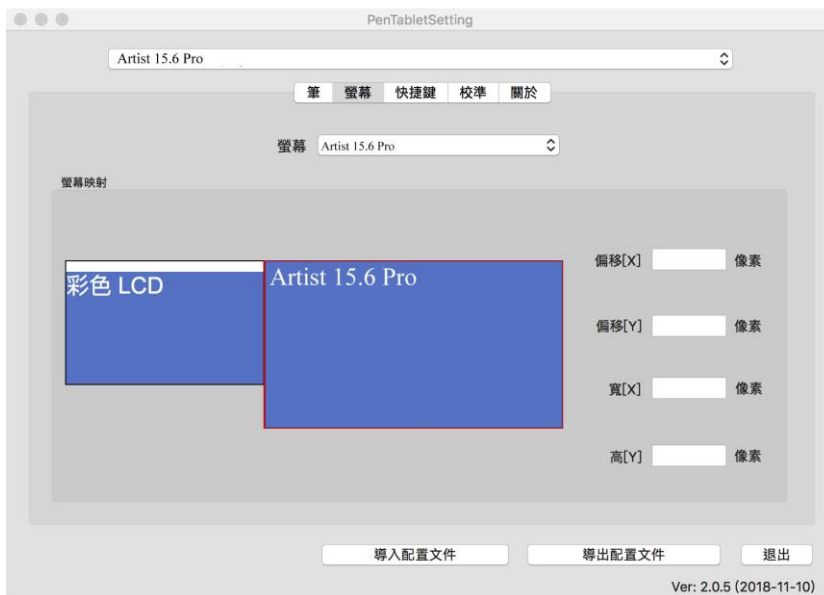 PenTabletSetting
Artist 15.6 Pro
筆 螢幕 快捷鍵 校準 關於
螢幕 Artist 15.6 Pro
螢幕映射
彩色 LCD
Artist 15.6 Pro
偏移[X] 像素
偏移[Y] 像素
寬[X] 像素
高[Y] 像素
導入配置文件 導出配置文件 退出
Ver: 2.0.5 (2018-11-10)